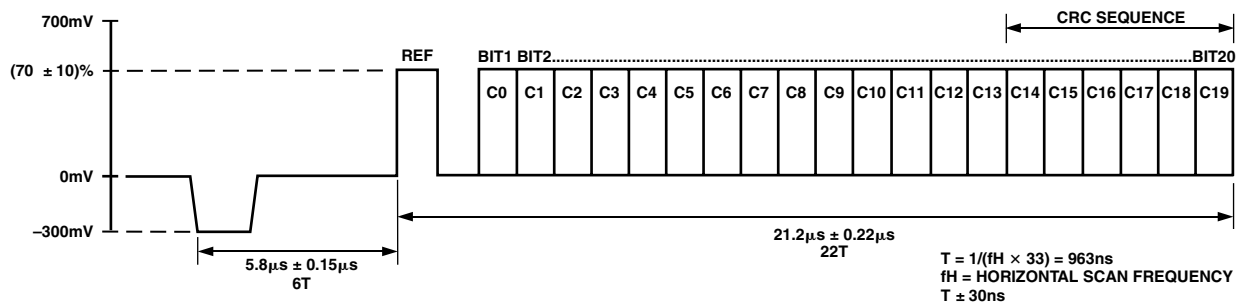 700mV
CRC SEQUENCE
REF
BIT1 BIT2......................................................................................................................BIT20
(70 ± 10)%
C0 C1 C2 C3 C4 C5 C6 C7 C8 C9 C10 C11 C12 C13 C14 C15 C16 C17 C18 C19
0mV
–300mV
5.8μs ± 0.15μs
6T
21.2μs ± 0.22μs
22T
T = 1/(fH × 33) = 963ns
fH = HORIZONTAL SCAN FREQUENCY
T ± 30ns